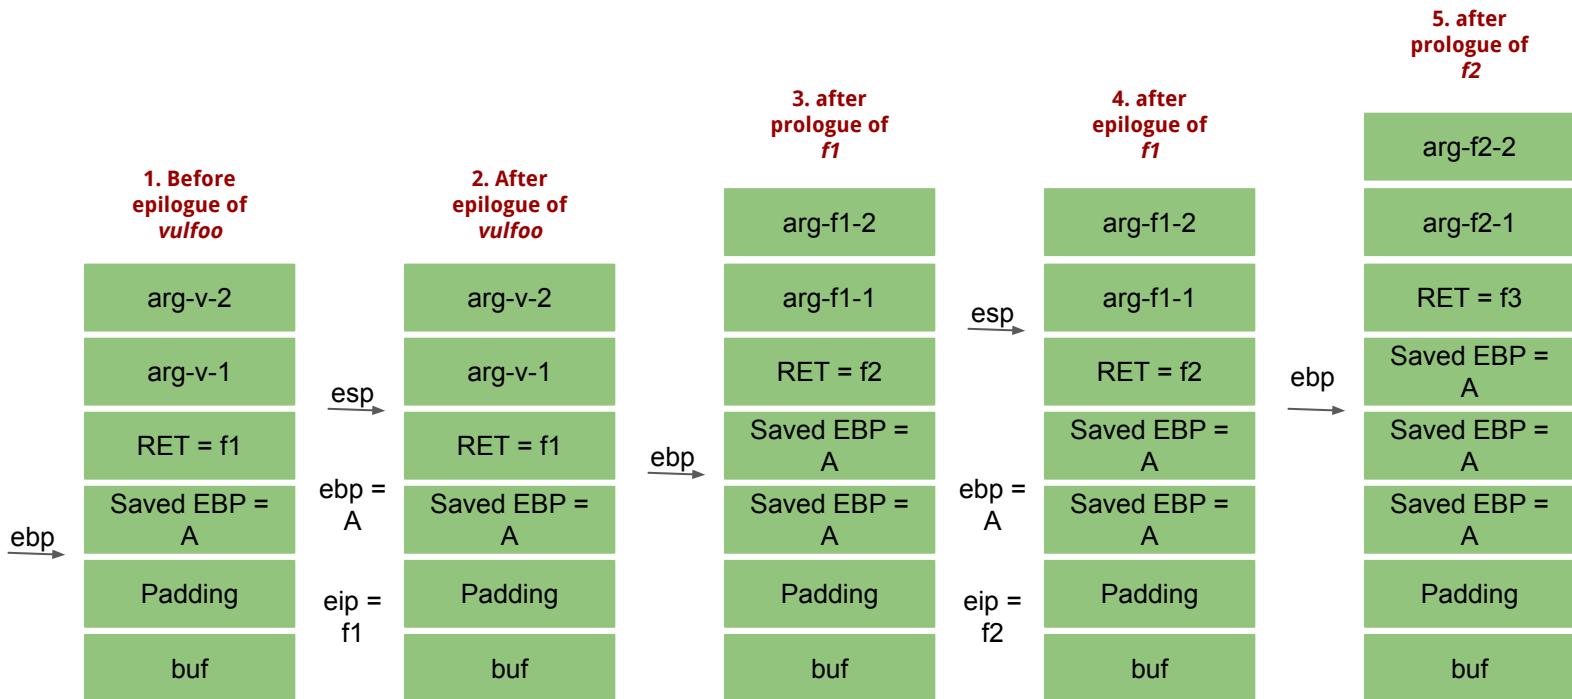 1. Before
epilogue of
vulfoo
ebp
arg-v-2
arg-v-1
RET = f1
Saved EBP =
A
Padding
buf
2. After
epilogue of
vulfoo
esp
ebp =
A
eip =
f1
arg-v-2
arg-v-1
RET = f1
Saved EBP =
A
Padding
buf
3. after
prologue of
f1
ebp
arg-f1-2
arg-f1-1
RET = f2
Saved EBP =
A
Saved EBP =
A
Padding
buf
4. after
epilogue of
f1
esp
ebp =
A
eip =
f2
arg-f1-2
arg-f1-1
RET = f2
Saved EBP =
A
Saved EBP =
A
Padding
buf
5. after
prologue of
f2
ebp
arg-f2-2
arg-f2-1
RET = f3
Saved EBP =
A
Saved EBP =
A
Saved EBP =
A
Padding
buf